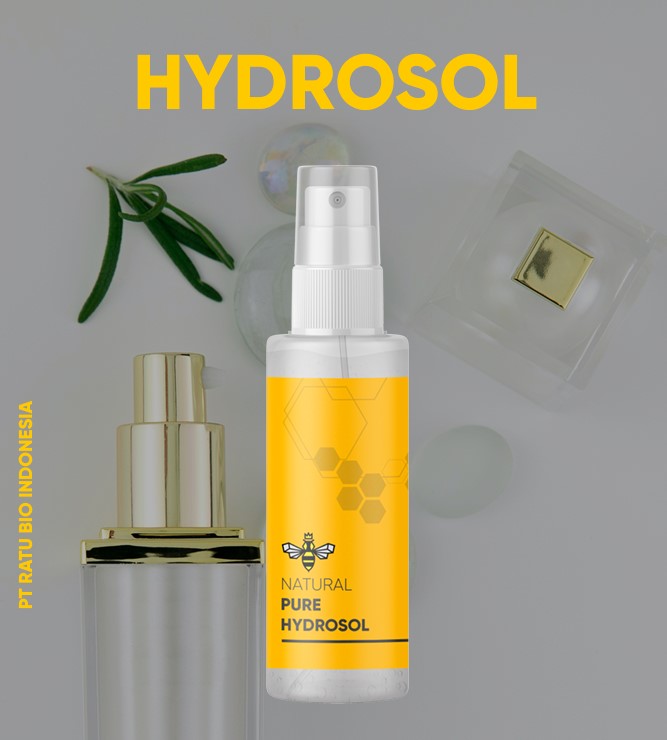 HYDROSOL
PT RATU BIO INDONESIA
NATURAL
PURE
HYDROSOL